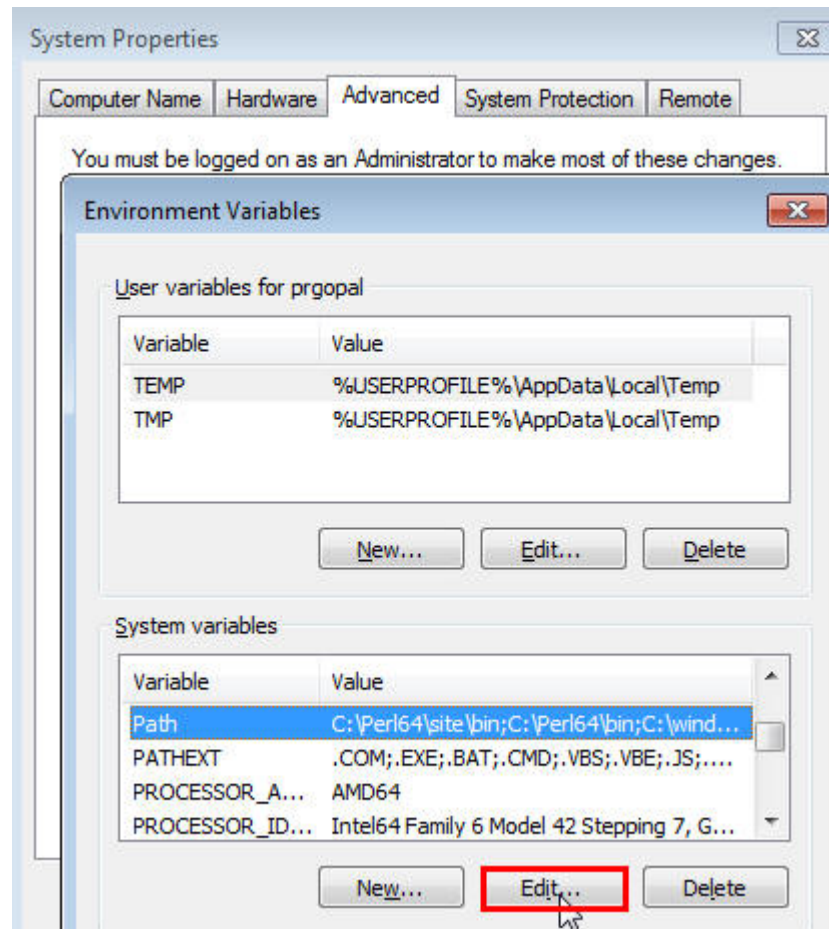 System Properties
Computer Name Hardware Advanced System Protection Remote
You must be logged on as an Administrator to make most of these changes.
Environment Variables
User variables for prgopal
Variable Value
TEMP %USERPROFILE%\AppData\Local\Temp
TMP %USERPROFILE%\AppData\Local\Temp
New... Edit... Delete
System variables
Variable Value
Path C:\Perl64\site\bin;C:\Perl64\bin;C:\wind...
PATHEXT .COM;.EXE;.BAT;.CMD;.VBS;.VBE;.JS;....
PROCESSOR_A... AMD64
PROCESSOR_ID... Intel64 Family 6 Model 42 Stepping 7, G...
New... Edit... Delete